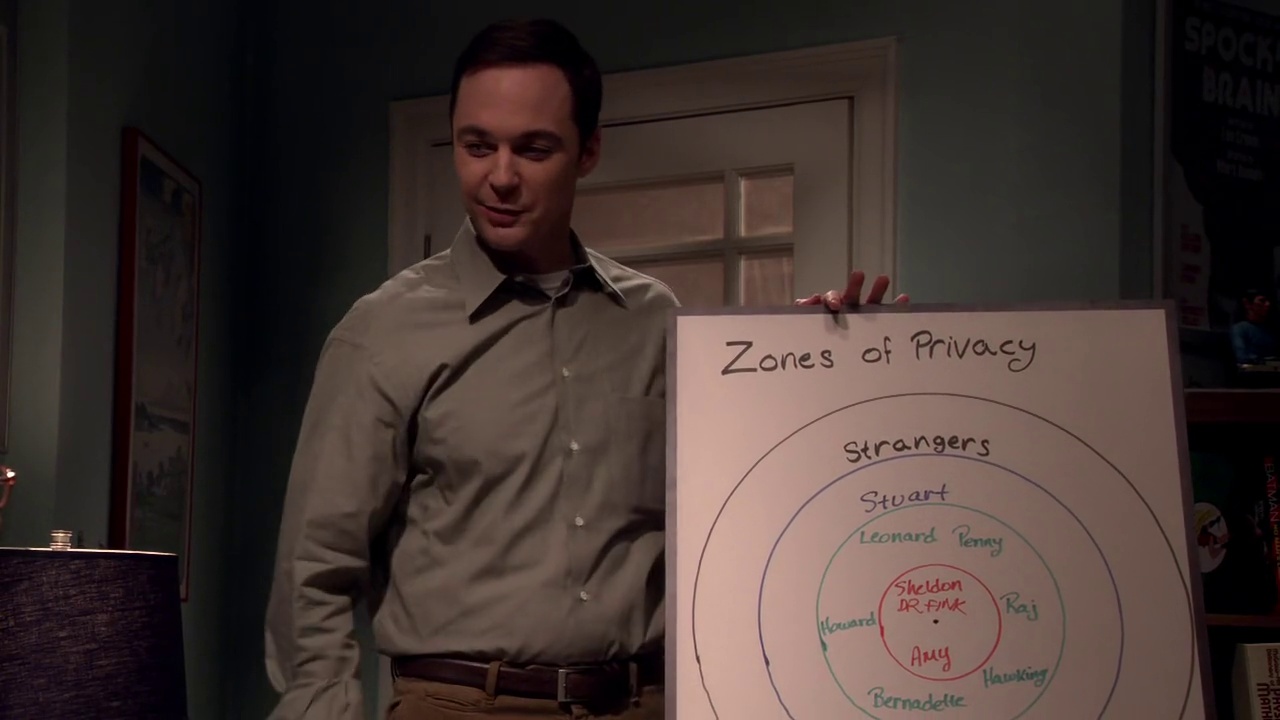 SPOCK'S
BRAIN
Zones of Privacy
Strangers
Stuart
Leonard Penny
Sheldon
DR FINK
Howard
Raj
Amy
Hawking
Bernadette